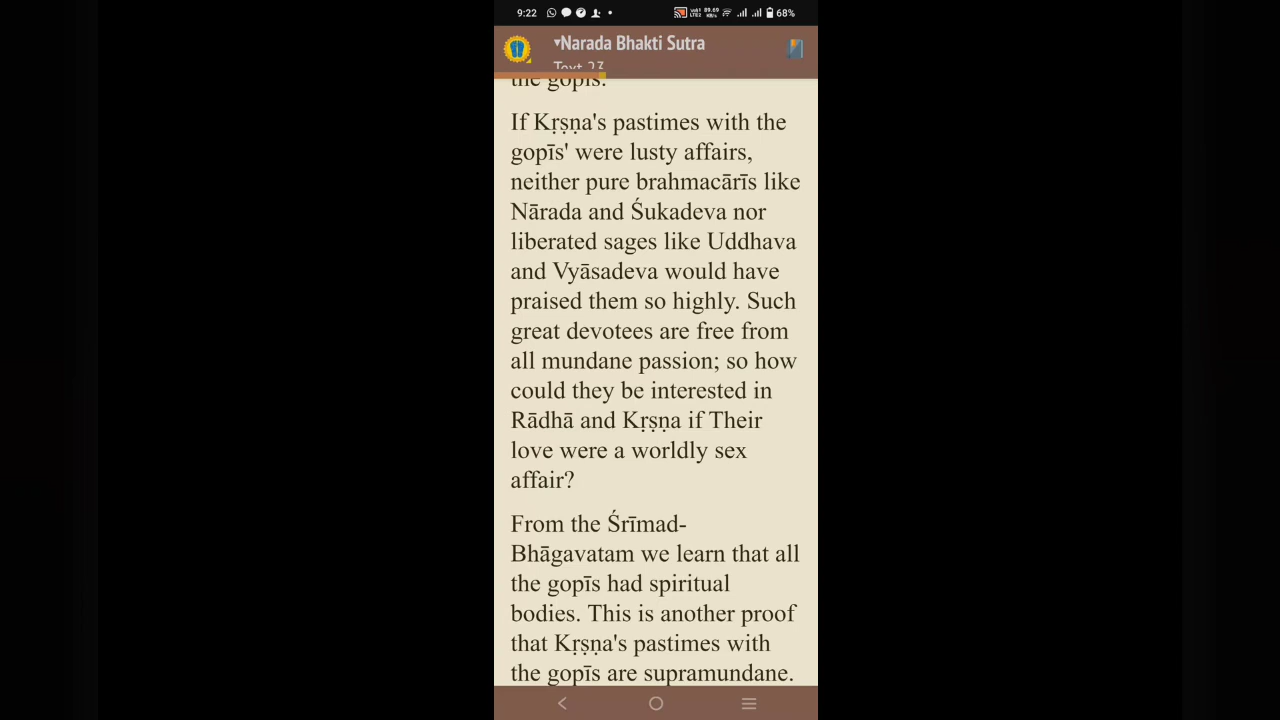 9:22
68%
▾Narada Bhakti Sutra
Text 23
the gopīs.
If Kṛṣṇa's pastimes with the
gopīs' were lusty affairs,
neither pure brahmacārīs like
Nārada and Śukadeva nor
liberated sages like Uddhava
and Vyāsadeva would have
praised them so highly. Such
great devotees are free from
all mundane passion; so how
could they be interested in
Rādhā and Kṛṣṇa if Their
love were a worldly sex
affair?
From the Śrīmad-
Bhāgavatam we learn that all
the gopīs had spiritual
bodies. This is another proof
that Kṛṣṇa's pastimes with
the gopīs are supramundane.